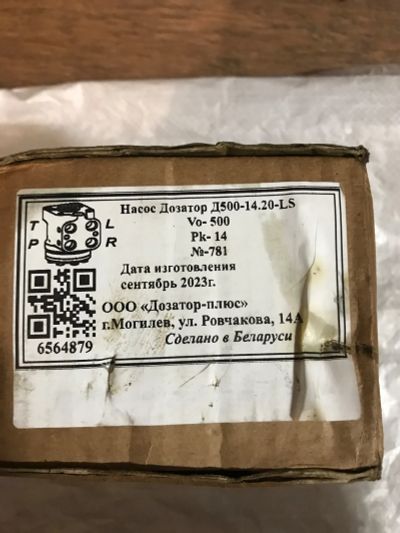 Насос Дозатор Д500-14.20-LS
Vo- 500
Pk- 14
№-781
T L
P R
Дата изготовления
сентябрь 2023г.
ООО «Дозатор-плюс»
г.Могилев, ул. Ровчакова, 14А
6564879
Сделано в Беларуси